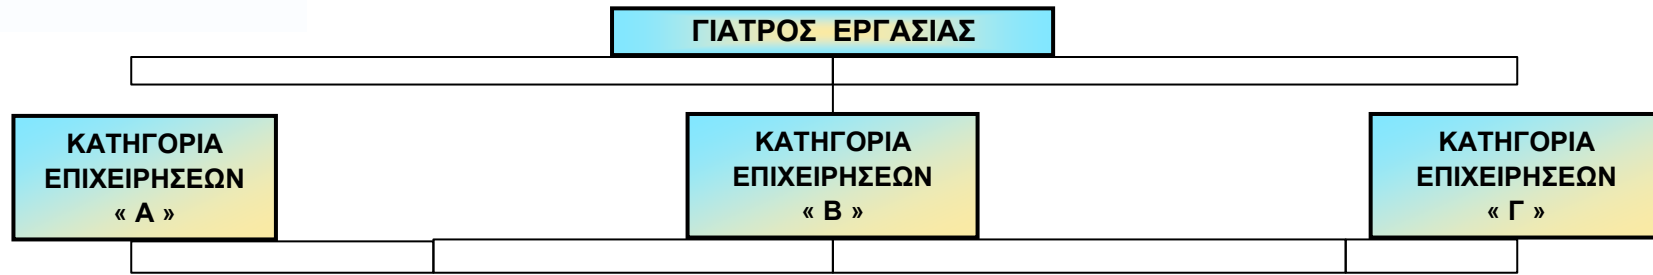 ΓΙΑΤΡΟΣ ΕΡΓΑΣΙΑΣ
ΚΑΤΗΓΟΡΙΑ
ΕΠΙΧΕΙΡΗΣΕΩΝ
« Α »
ΚΑΤΗΓΟΡΙΑ
ΕΠΙΧΕΙΡΗΣΕΩΝ
« Β »
ΚΑΤΗΓΟΡΙΑ
ΕΠΙΧΕΙΡΗΣΕΩΝ
« Γ »